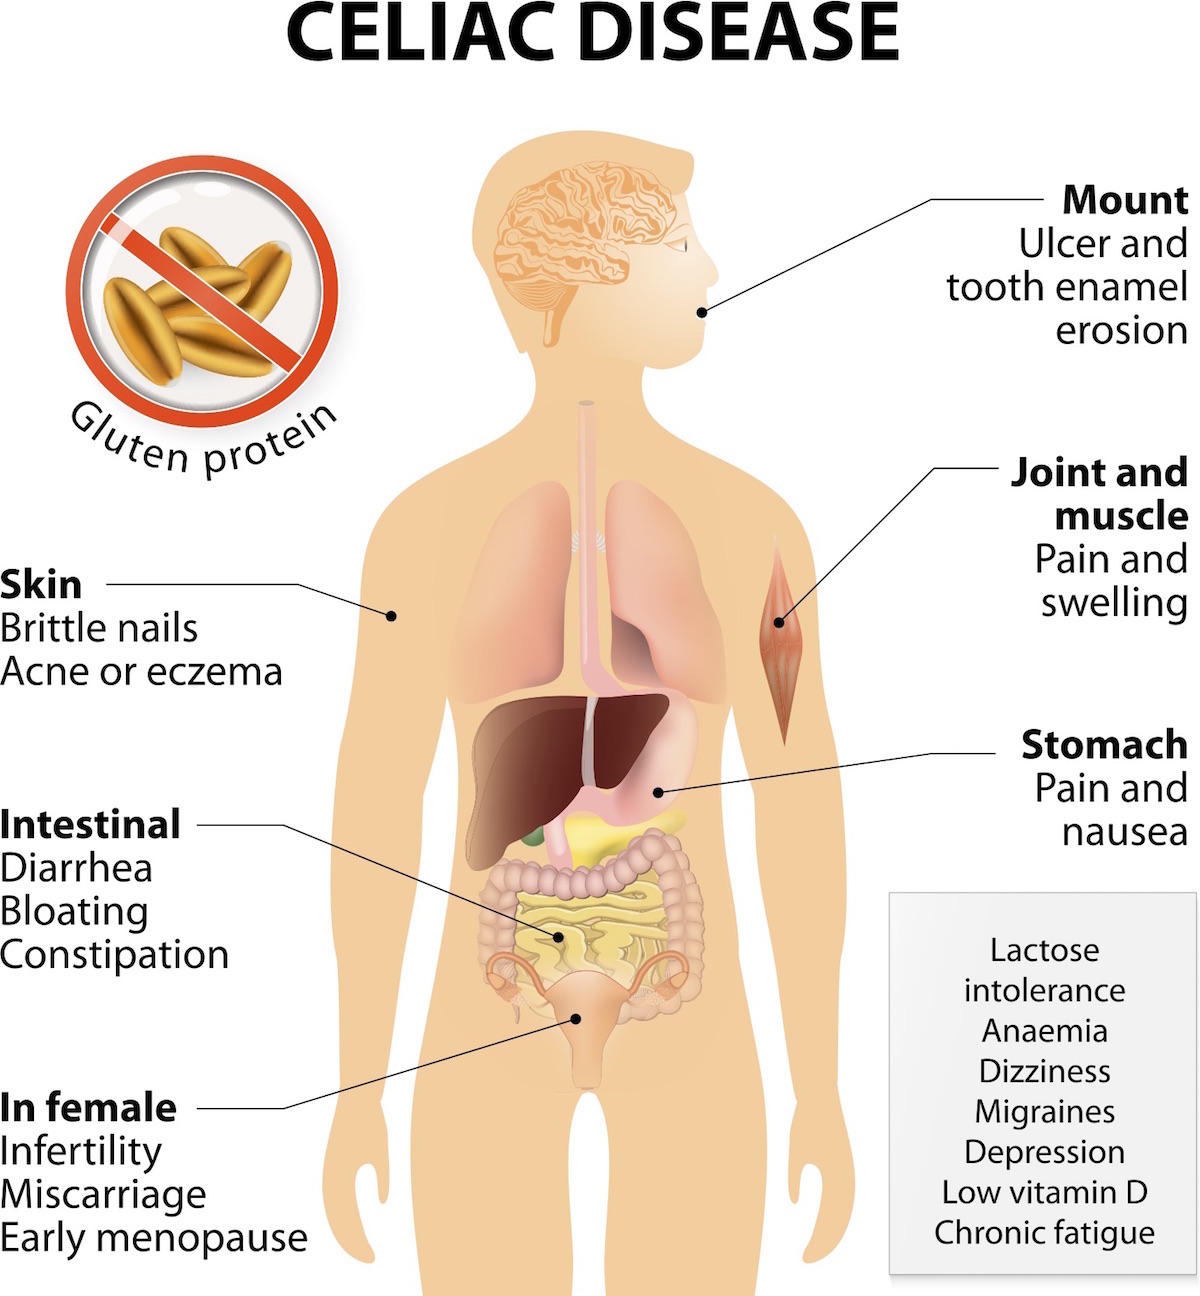 CELIAC DISEASE
Gluten protein
Mount
Ulcer and
tooth enamel
erosion
Joint and
muscle
Pain and
swelling
Skin
Brittle nails
Acne or eczema
Stomach
Pain and
nausea
Intestinal
Diarrhea
Bloating
Constipation
In female
Infertility
Miscarriage
Early menopause
Lactose
intolerance
Anaemia
Dizziness
Migraines
Depression
Low vitamin D
Chronic fatigue